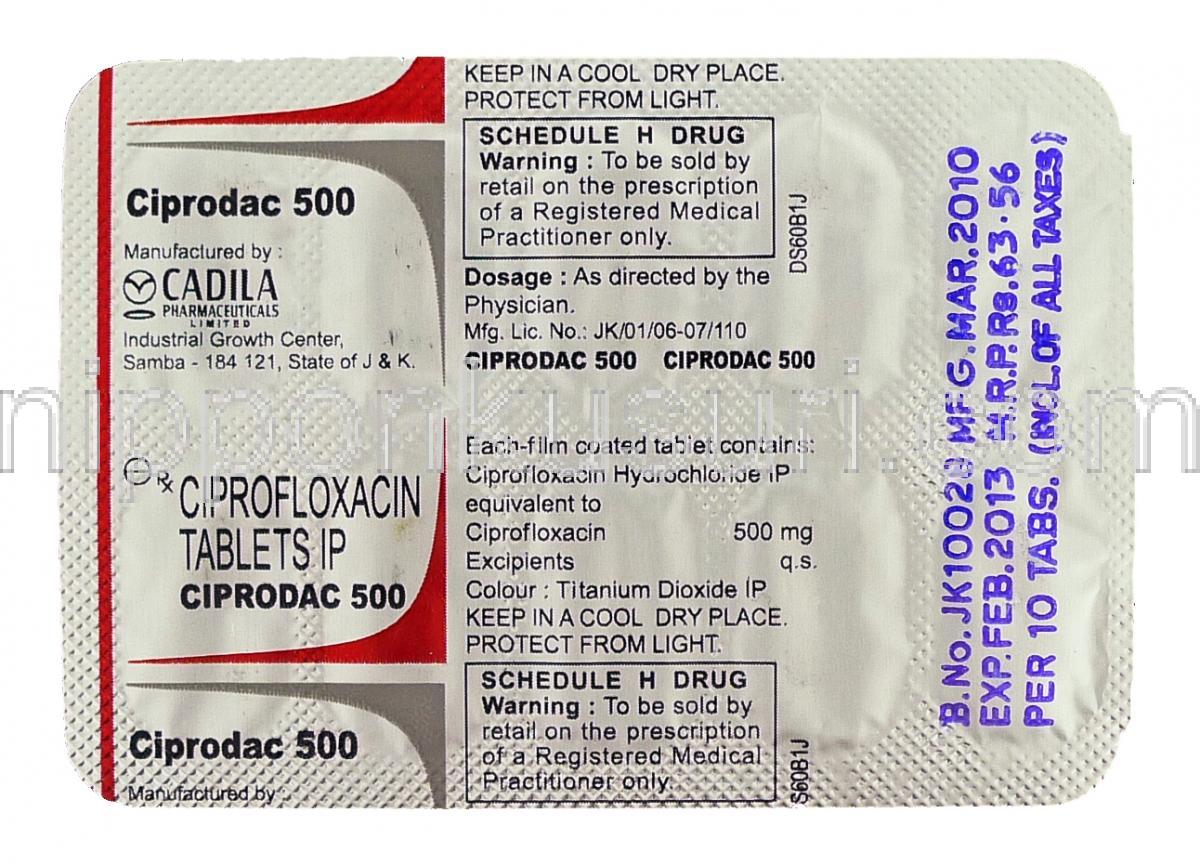 Ciprodac 500
Manufactured by :
CADILA
PHARMACEUTICALS
LIMITED
Industrial Growth Center,
Samba - 184 121, State of J & K.
Rx CIPROFLOXACIN
TABLETS IP
CIPRODAC 500
Ciprodac 500
Manufactured by :
KEEP IN A COOL DRY PLACE.
PROTECT FROM LIGHT.
SCHEDULE H DRUG
Warning : To be sold by
retail on the prescription
of a Registered Medical
Practitioner only.
DS60B1J
Dosage : As directed by the
Physician.
Mfg. Lic. No.: JK/01/06-07/110
CIPRODAC 500 CIPRODAC 500
Each-film coated tablet contains:
Ciprofloxacin Hydrochloride IP
equivalent to
Ciprofloxacin 500 mg
Excipients q.s.
Colour : Titanium Dioxide IP
KEEP IN A COOL DRY PLACE.
PROTECT FROM LIGHT.
SCHEDULE H DRUG
Warning : To be sold by
retail on the prescription
of a Registered Medical
Practitioner only.
S60B1J
B.No.JK10023 MFG.MAR.2010
EXP.FEB.2013 M.R.P.Rs.63.56
PER 10 TABS. (INCL.OF ALL TAXES)
nipponkusuri.com